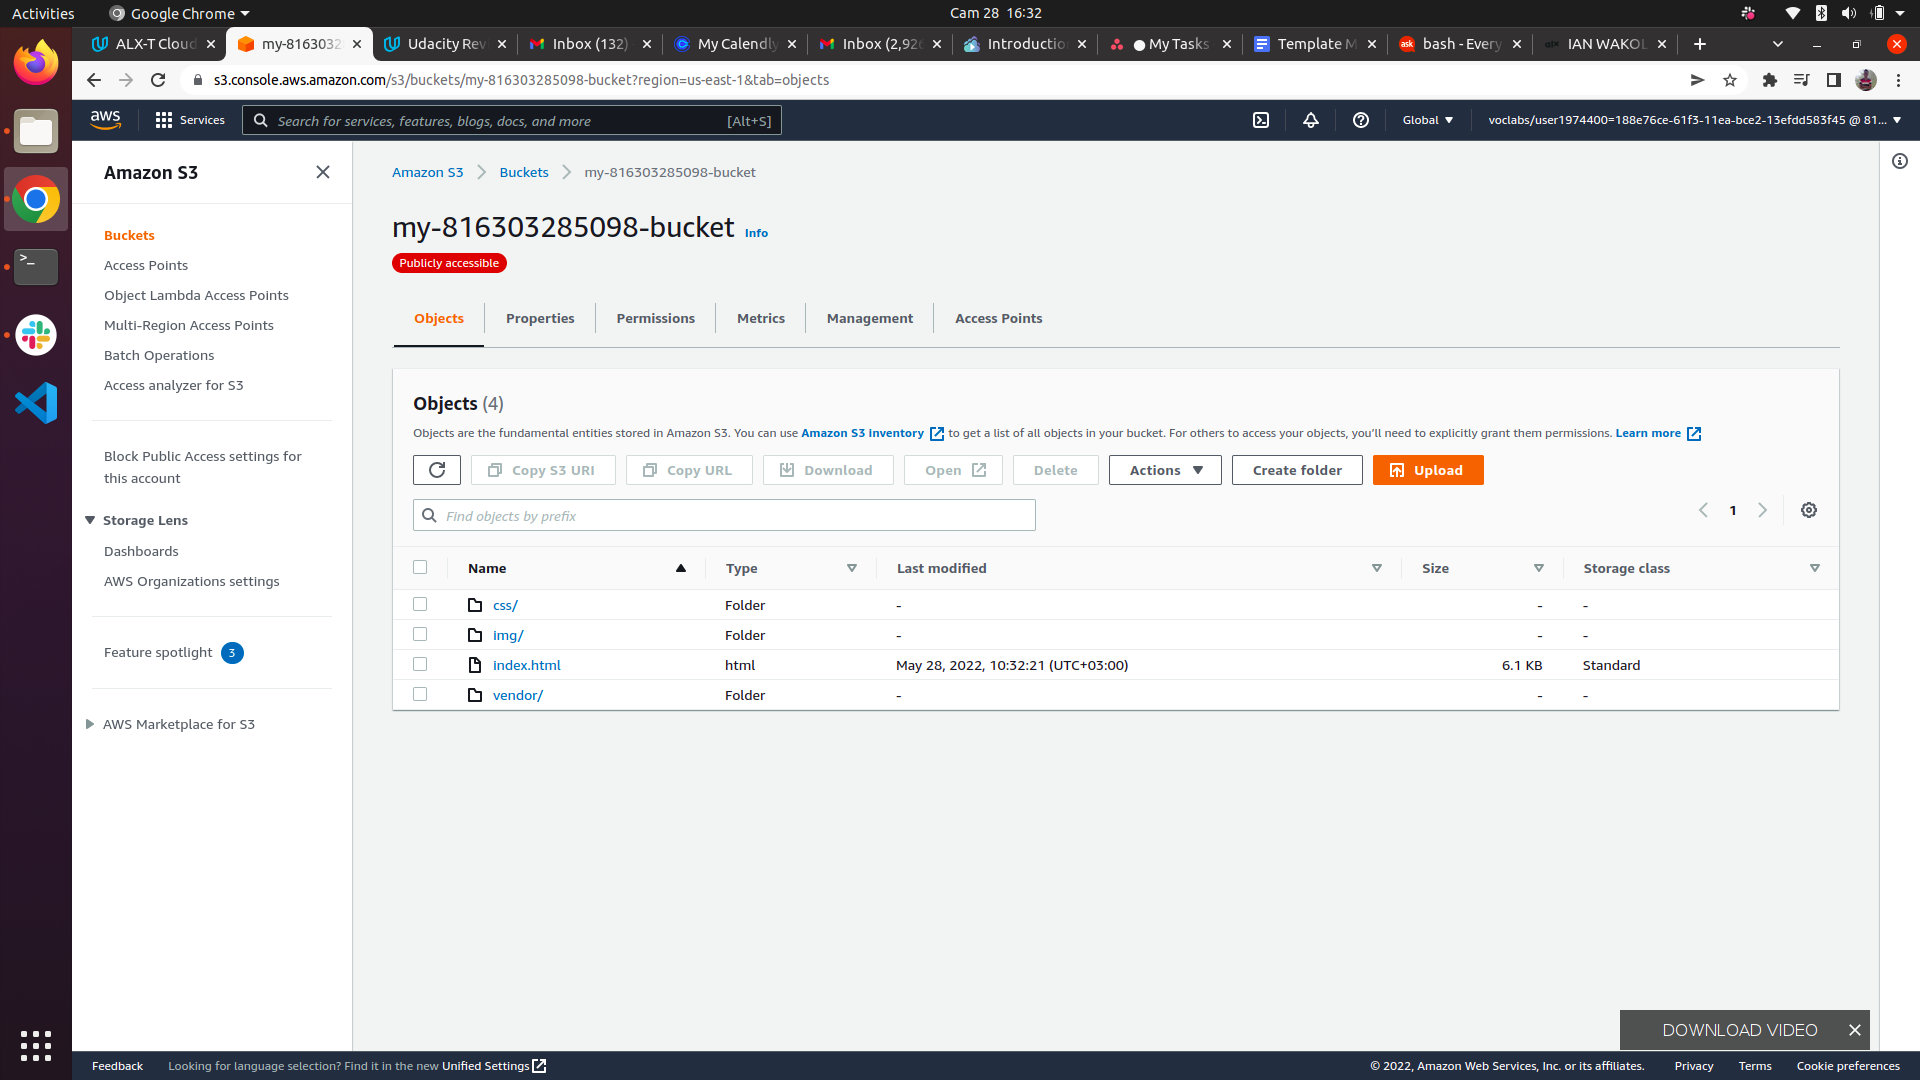 Activities
Google Chrome
Cam 28 16:32
ALX-T Cloud
my-8163032
Udacity Rev
Inbox (132)
My Calendly
Inbox (2,926
Introductio
My Tasks
Template M
bash - Every
IAN WAKOL
s3.console.aws.amazon.com/s3/buckets/my-816303285098-bucket?region=us-east-1&tab=objects
aws
Services
Search for services, features, blogs, docs, and more
[Alt+S]
Global
voclabs/user1974400=188e76ce-61f3-11ea-bce2-13efdd583f45 @ 81...
Amazon S3
Buckets
Access Points
Object Lambda Access Points
Multi-Region Access Points
Batch Operations
Access analyzer for S3
Block Public Access settings for
this account
Storage Lens
Dashboards
AWS Organizations settings
Feature spotlight 3
AWS Marketplace for S3
Amazon S3 Buckets my-816303285098-bucket
my-816303285098-bucket Info
Publicly accessible
Objects Properties Permissions Metrics Management Access Points
Objects (4)
Objects are the fundamental entities stored in Amazon S3. You can use Amazon S3 inventory to get a list of all objects in your bucket. For others to access your objects, you'll need to explicitly grant them permissions. Learn more
Copy S3 URI Copy URL Download Open Delete Actions Create folder Upload
Find objects by prefix
1
Name Type Last modified Size Storage class
css/ Folder - - -
img/ Folder - - -
index.html html May 28, 2022, 10:32:21 (UTC+03:00) 6.1 KB Standard
vendor/ Folder - - -
DOWNLOAD VIDEO
Feedback
Looking for language selection? Find it in the new Unified Settings
© 2022, Amazon Web Services, Inc. or its affiliates.
Privacy
Terms
Cookie preferences